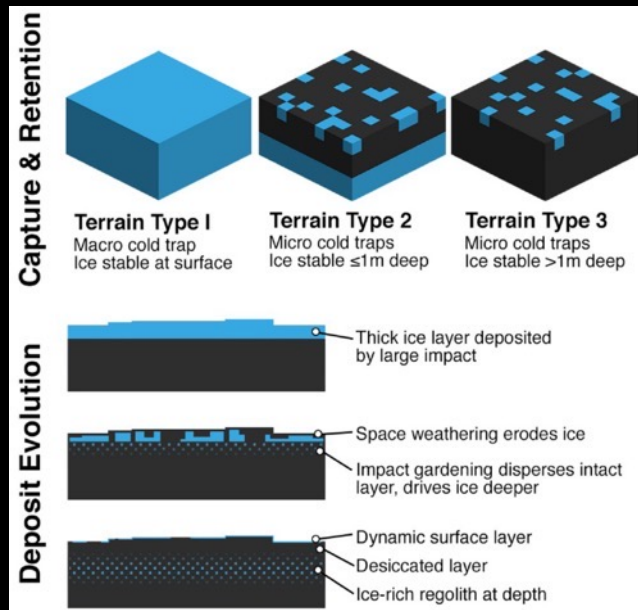 Capture & Retention
Terrain Type I
Macro cold trap
Ice stable at surface
Terrain Type 2
Micro cold traps
Ice stable ≤1m deep
Terrain Type 3
Micro cold traps
Ice stable >1m deep
Deposit Evolution
Thick ice layer deposited
by large impact
Space weathering erodes ice
Impact gardening disperses intact
layer, drives ice deeper
Dynamic surface layer
Desiccated layer
Ice-rich regolith at depth